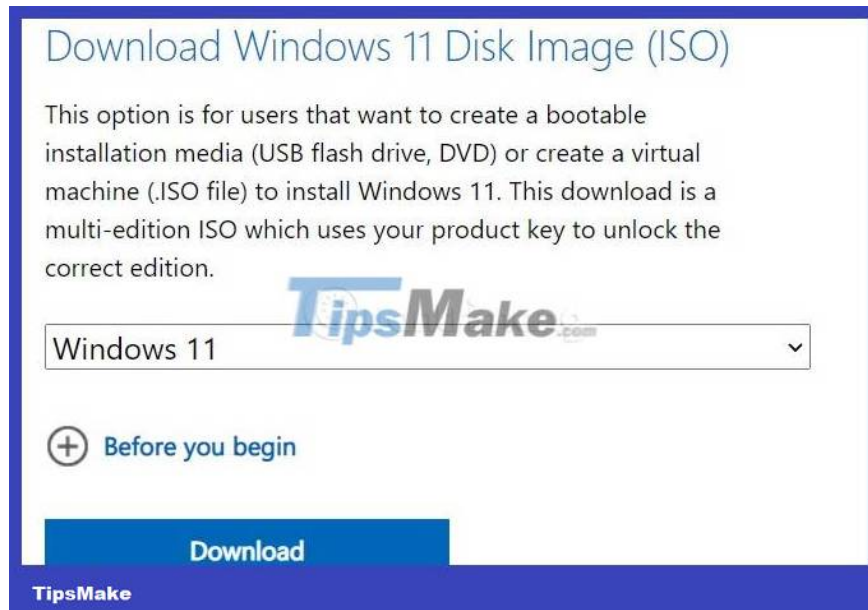 Download Windows 11 Disk Image (ISO)
This option is for users that want to create a bootable
installation media (USB flash drive, DVD) or create a virtual
machine (.ISO file) to install Windows 11. This download is a
multi-edition ISO which uses your product key to unlock the
correct edition.
TipsMake.com
Windows 11
Before you begin
Download
TipsMake